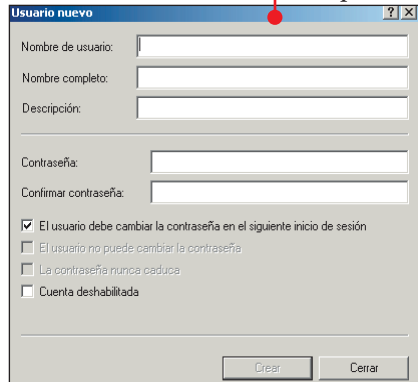 Usuario nuevo
Nombre de usuario:
Nombre completo:
Descripción:
Contraseña:
Confirmar contraseña:
El usuario debe cambiar la contraseña en el siguiente inicio de sesión
El usuario no puede cambiar la contraseña
La contraseña nunca caduca
Cuenta deshabilitada
Crear Cerrar